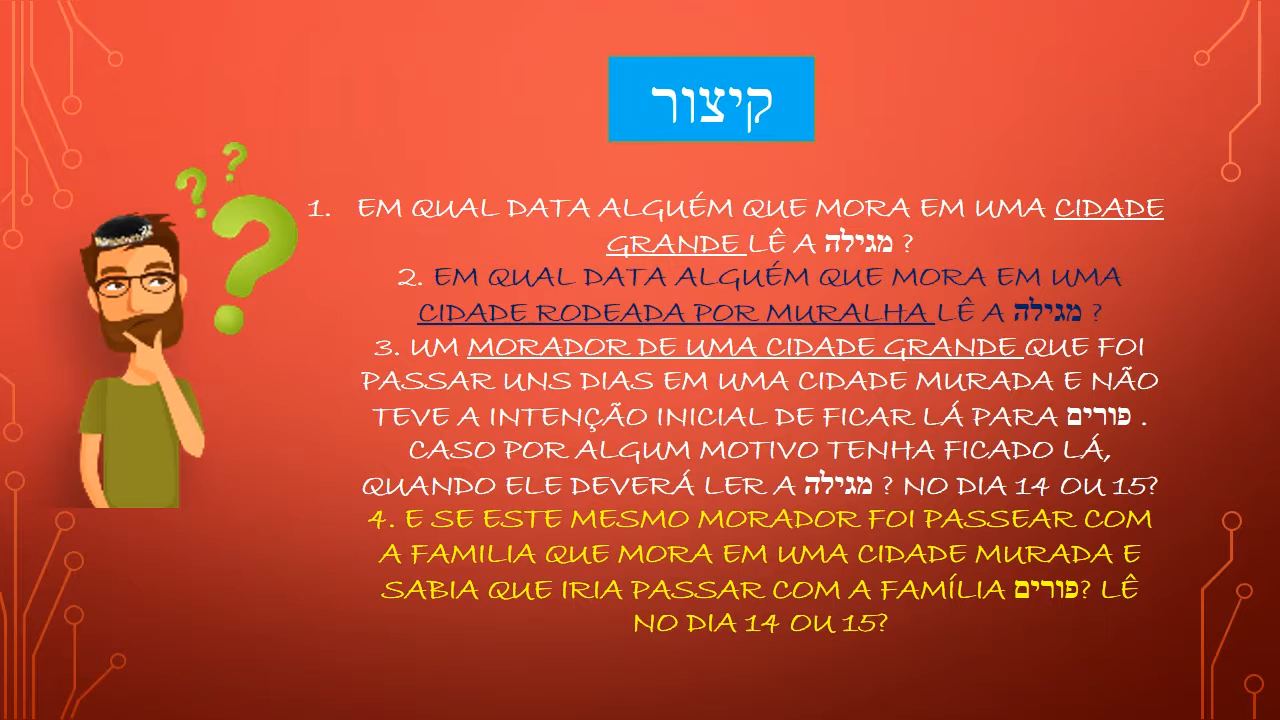 קיצור
1. EM QUAL DATA ALGUÉM QUE MORA EM UMA CIDADE
GRANDE LÊ A מגילה ?
2. EM QUAL DATA ALGUÉM QUE MORA EM UMA
CIDADE RODEADA POR MURALHA LÊ A מגילה ?
3. UM MORADOR DE UMA CIDADE GRANDE QUE FOI
PASSAR UNS DIAS EM UMA CIDADE MURADA E NÃO
TEVE A INTENÇÃO INICIAL DE FICAR LÁ PARA פורים .
CASO POR ALGUM MOTIVO TENHA FICADO LÁ,
QUANDO ELE DEVERÁ LER A מגילה ? NO DIA 14 OU 15?
4. E SE ESTE MESMO MORADOR FOI PASSEAR COM
A FAMILIA QUE MORA EM UMA CIDADE MURADA E
SABIA QUE IRIA PASSAR COM A FAMÍLIA פורים? LÊ
NO DIA 14 OU 15?